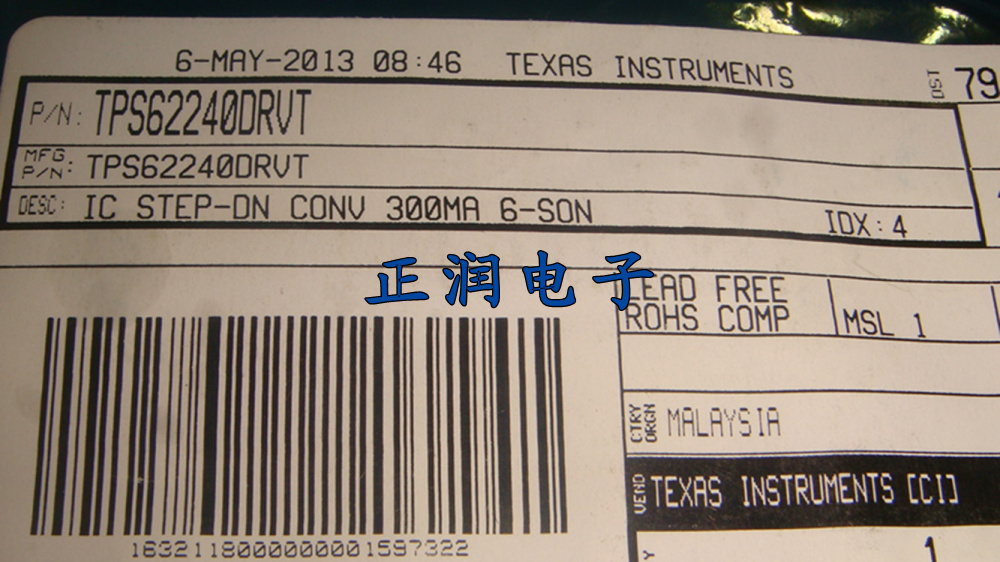 6-MAY-2013 08:46 TEXAS INSTRUMENTS
DST 79
P/N: TPS62240DRVT
MFG P/N: TPS62240DRVT
DESC: IC STEP-DN CONV 300MA 6-SON IDX: 4
正润电子
LEAD FREE
ROHS COMP
MSL 1
CTRY ORGN MALAYSIA
VEND TEXAS INSTRUMENTS [CI]
1
1632118000000001597322